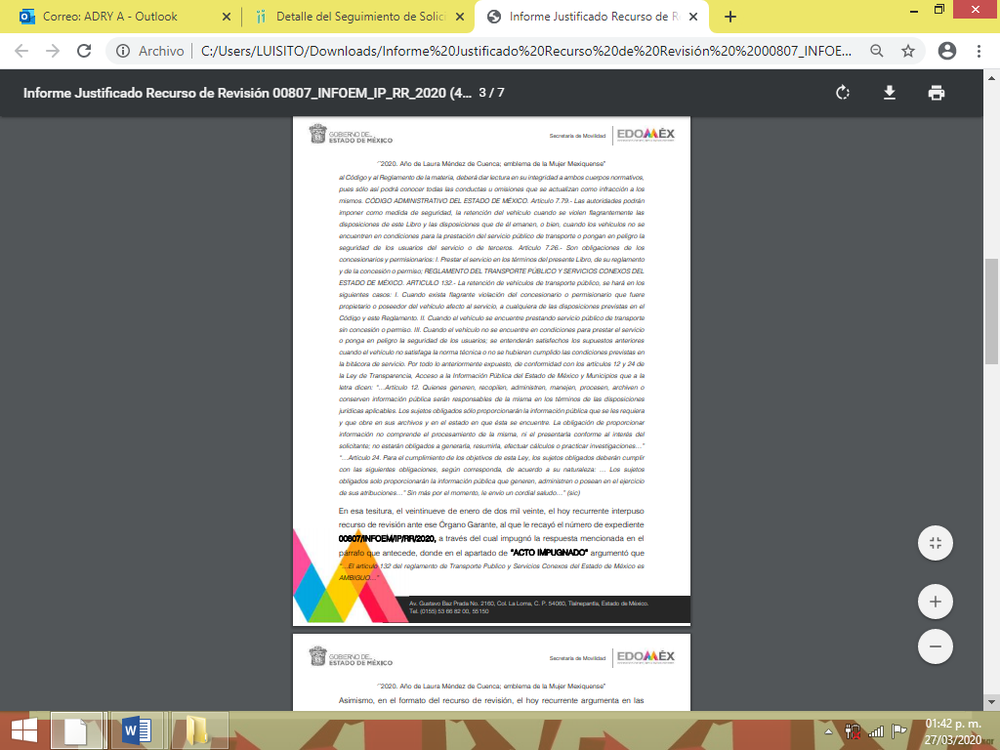 Correo: ADRY A - Outlook
Detalle del Seguimiento de Solic
Informe Justificado Recurso de R
Archivo
C:/Users/LUISITO/Downloads/Informe%20Justificado%20Recurso%20de%20Revisión%20%2000807_INFOE...
Informe Justificado Recurso de Revisión 00807_INFOEM_IP_RR_2020 (4... 3 / 7
GOBIERNO DEL
ESTADO DE MÉXICO
Secretaría de Movilidad
EDOMÉX
"2020. Año de Laura Méndez de Cuenca; emblema de la Mujer Mexiquense"
al Código y al Reglamento de la materia, deberá dar lectura en su integridad a ambos cuerpos normativos,
pues sólo así podrá conocer todas las conductas u omisiones que se actualizan como infracción a los
mismos. CÓDIGO ADMINISTRATIVO DEL ESTADO DE MÉXICO. Artículo 7.79.- Las autoridades podrán
imponer como medida de seguridad, la retención del vehículo cuando se violen flagrantemente las
disposiciones de este Libro y las disposiciones que de él emanen, o bien, cuando los vehículos no se
encuentren en condiciones para la prestación del servicio público de transporte o pongan en peligro la
seguridad de los usuarios del servicio o de terceros. Artículo 7.26.- Son obligaciones de los
concesionarios y permisionarios: I. Prestar el servicio en los términos del presente Libro, de su reglamento
y de la concesión o permiso; REGLAMENTO DEL TRANSPORTE PÚBLICO Y SERVICIOS CONEXOS DEL
ESTADO DE MÉXICO. ARTICULO 132.- La retención de vehículos de transporte público, se hará en los
siguientes casos: I. Cuando exista flagrante violación del concesionario o permisionario que fuere
propietario o poseedor del vehículo afecto al servicio, a cualquiera de las disposiciones previstas en el
Código y este Reglamento. II. Cuando el vehículo se encuentre prestando servicio público de transporte
sin concesión o permiso. III. Cuando el vehículo no se encuentre en condiciones para prestar el servicio
o ponga en peligro la seguridad de los usuarios; se entenderán satisfechos los supuestos anteriores
cuando el vehículo no satisfaga la norma técnica o no se hubieren cumplido las condiciones previstas en
la bitácora de servicio. Por todo lo anteriormente expuesto, de conformidad con los artículos 12 y 24 de
la Ley de Transparencia, Acceso a la Información Pública del Estado de México y Municipios que a la
letra dicen: "...Artículo 12. Quienes generen, recopilen, administren, manejen, procesen, archiven o
conserven información pública serán responsables de la misma en los términos de las disposiciones
jurídicas aplicables. Los sujetos obligados sólo proporcionarán la información pública que se les requiera
y que obre en sus archivos y en el estado en que ésta se encuentre. La obligación de proporcionar
información no comprende el procesamiento de la misma, ni el presentarla conforme al interés del
solicitante; no estarán obligados a generarla, resumirla, efectuar cálculos o practicar investigaciones..."
"...Artículo 24. Para el cumplimiento de los objetivos de esta Ley, los sujetos obligados deberán cumplir
con las siguientes obligaciones, según corresponda, de acuerdo a su naturaleza: ... Los sujetos
obligados solo proporcionarán la información pública que generen, administren o posean en el ejercicio
de sus atribuciones..." Sin más por el momento, le envío un cordial saludo..." (sic)
En esa tesitura, el veintinueve de enero de dos mil veinte, el hoy recurrente interpuso
recurso de revisión ante ese Órgano Garante, al que le recayó el número de expediente
00807/INFOEM/IP/RR/2020, a través del cual impugnó la respuesta mencionada en el
párrafo que antecede, donde en el apartado de "ACTO IMPUGNADO" argumentó que
"...El artículo 132 del reglamento de Transporte Publico y Servicios Conexos del Estado de México es
AMBIGUO..."
Av. Gustavo Baz Prada No. 2160, Col. La Loma, C. P. 54060, Tlalnepantla, Estado de México.
Tel. (0155) 53 66 82 00, 55150
GOBIERNO DEL
ESTADO DE MÉXICO
Secretaría de Movilidad
EDOMÉX
"2020. Año de Laura Méndez de Cuenca; emblema de la Mujer Mexiquense"
Asimismo, en el formato del recurso de revisión, el hoy recurrente argumenta en las
01:42 p. m.
27/03/2020